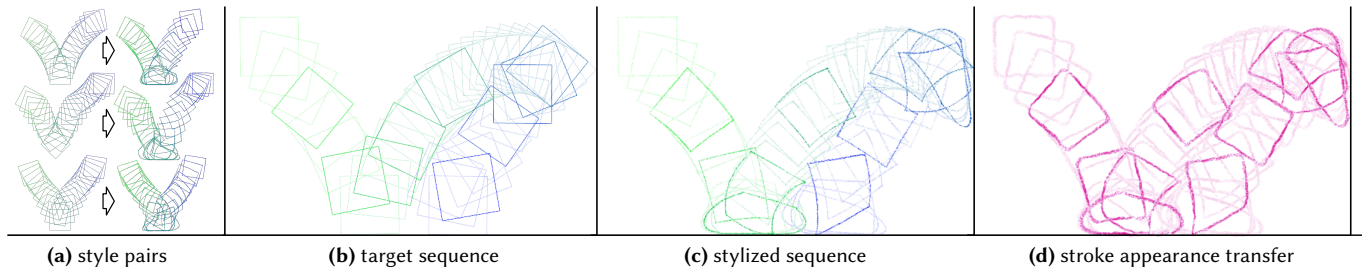 (a) style pairs
(b) target sequence
(c) stylized sequence
(d) stroke appearance transfer